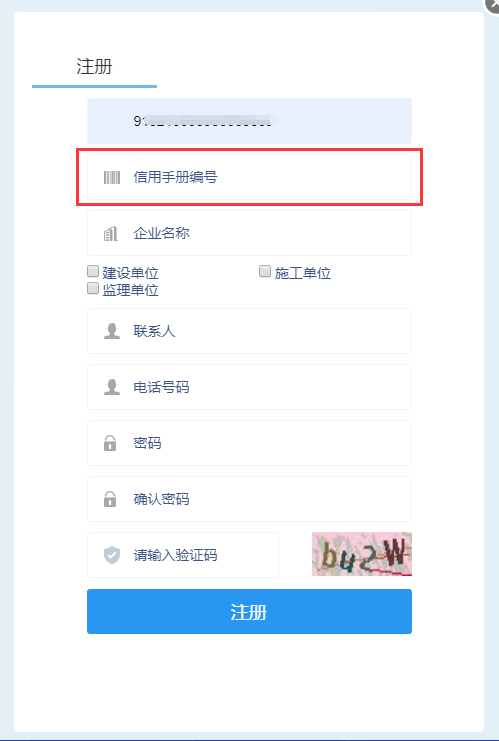 注册
信用手册编号
企业名称
建设单位 施工单位
监理单位
联系人
电话号码
密码
确认密码
请输入验证码 bu2W
注册